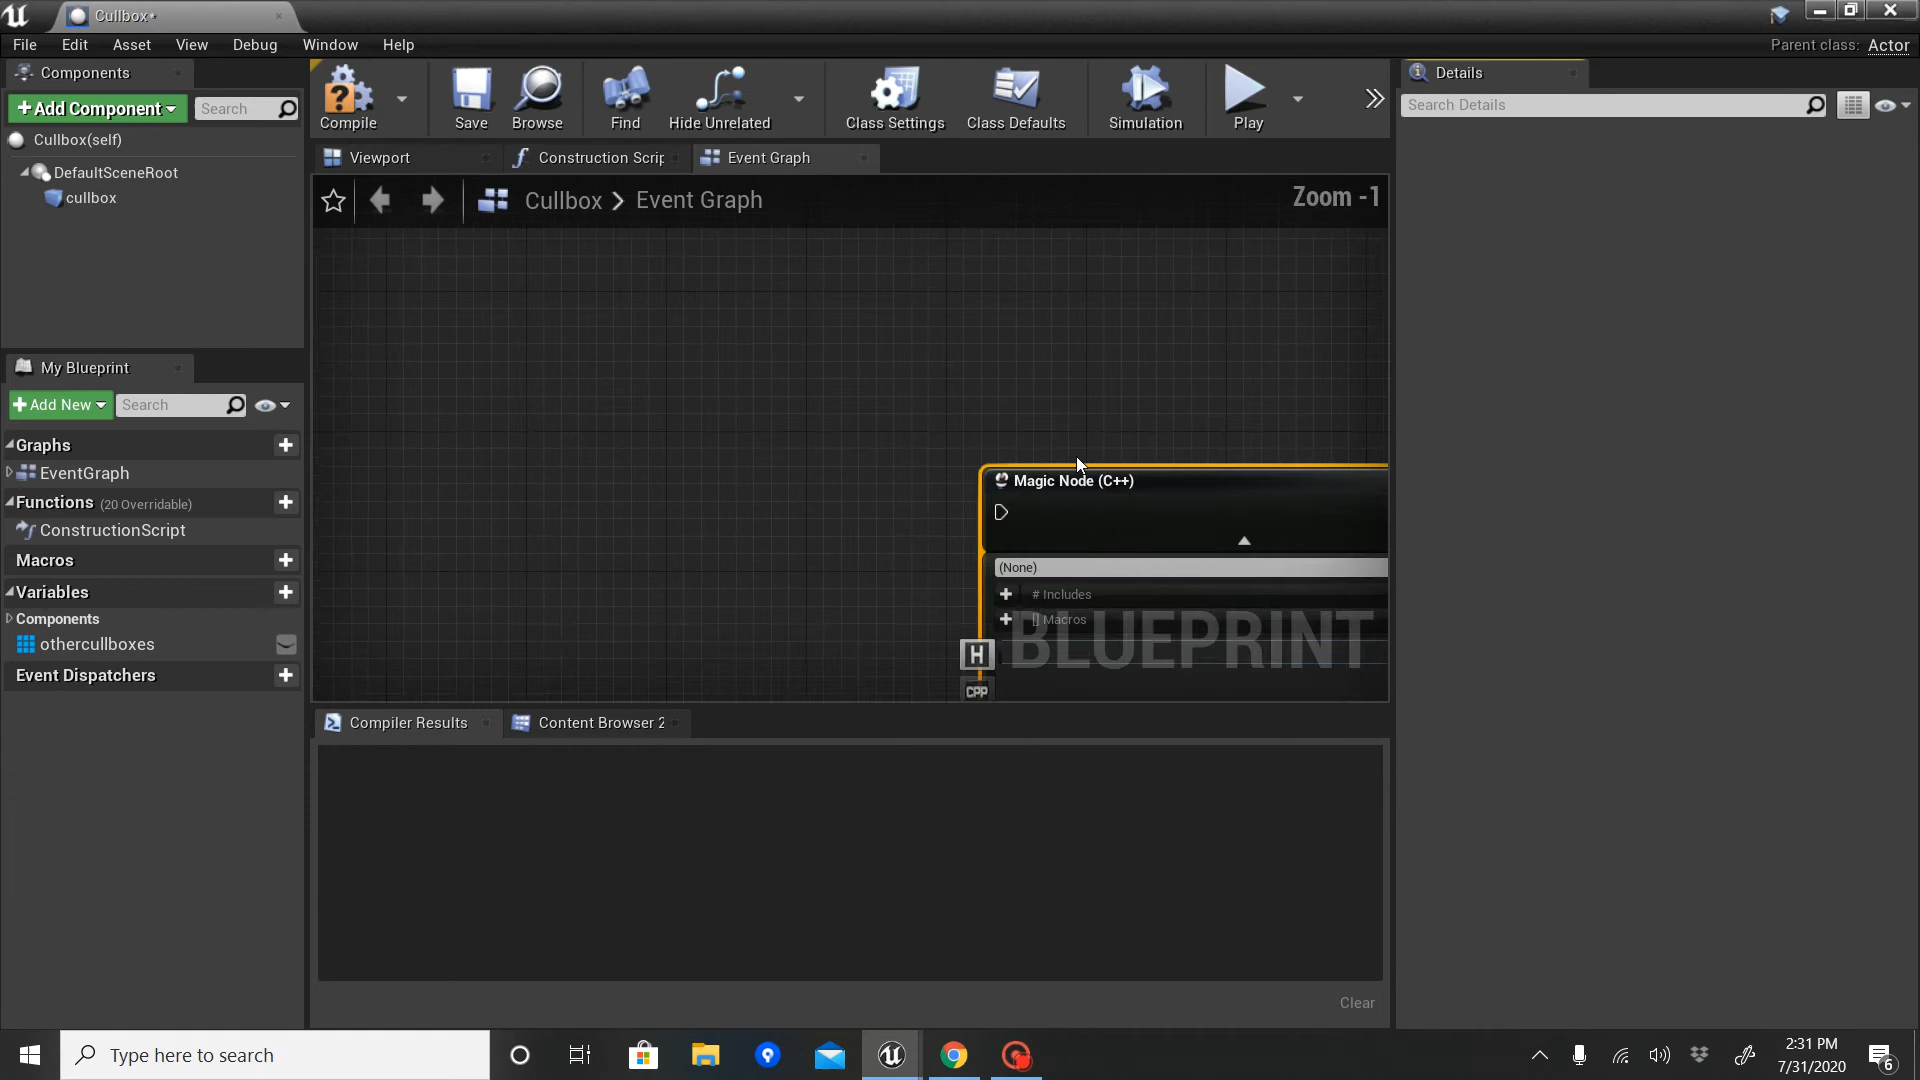 Cullbox*
File Edit Asset View Debug Window Help
Parent class: Actor
Components
+Add Component
Search
Cullbox(self)
DefaultSceneRoot
cullbox
Compile
Save
Browse
Find
Hide Unrelated
Class Settings
Class Defaults
Simulation
Play
Details
Search Details
Viewport
Construction Scrip
Event Graph
Cullbox > Event Graph
Zoom -1
Magic Node (C++)
(None)
# Includes
[] Macros
BLUEPRINT
H
CPP
My Blueprint
+Add New
Search
Graphs
EventGraph
Functions (20 Overridable)
ConstructionScript
Macros
Variables
Components
othercullboxes
Event Dispatchers
Compiler Results
Content Browser 2
Clear
Type here to search
2:31 PM
7/31/2020
6